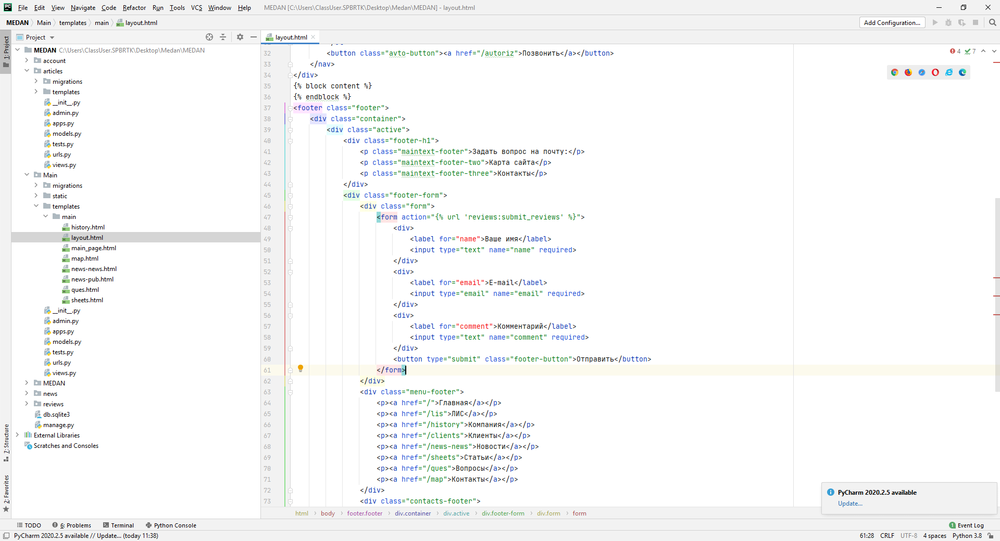 File Edit View Navigate Code Refactor Run Tools VCS Window Help MEDAN [C:\Users\ClassUser.SPBRTK\Desktop\Medan\MEDAN] - layout.html
MEDAN Main templates main layout.html Add Configuration...
Project layout.html
1: Project
MEDAN C:\Users\ClassUser.SPBRTK\Desktop\Medan\MEDAN
account
articles
migrations
templates
__init__.py
admin.py
apps.py
models.py
tests.py
urls.py
views.py
Main
migrations
static
templates
main
history.html
layout.html
main_page.html
map.html
news-news.html
news-pub.html
ques.html
sheets.html
__init__.py
admin.py
apps.py
models.py
tests.py
urls.py
views.py
MEDAN
news
reviews
db.sqlite3
manage.py
External Libraries
Scratches and Consoles
7: Structure
2: Favorites
4 7
32 <button class="avto-button"><a href="/autoriz">Позвонить</a></button>
33 </nav>
34 </div>
35 {% block content %}
36 {% endblock %}
37 <footer class="footer">
38 <div class="container">
39 <div class="active">
40 <div class="footer-h1">
41 <p class="maintext-footer">Задать вопрос на почту:</p>
42 <p class="maintext-footer-two">Карта сайта</p>
43 <p class="maintext-footer-three">Контакты</p>
44 </div>
45 <div class="footer-form">
46 <div class="form">
47 <form action="{% url 'reviews:submit_reviews' %}">
48 <div>
49 <label for="name">Ваше имя</label>
50 <input type="text" name="name" required>
51 </div>
52 <div>
53 <label for="email">E-mail</label>
54 <input type="email" name="email" required>
55 </div>
56 <div>
57 <label for="comment">Комментарий</label>
58 <input type="text" name="comment" required>
59 </div>
60 <button type="submit" class="footer-button">Отправить</button>
61 </form>
62 </div>
63 <div class="menu-footer">
64 <p><a href="/">Главная</a></p>
65 <p><a href="/lis">ЛИС</a></p>
66 <p><a href="/history">Компания</a></p>
67 <p><a href="/clients">Клиенты</a></p>
68 <p><a href="/news-news">Новости</a></p>
69 <p><a href="/sheets">Статьи</a></p>
70 <p><a href="/ques">Вопросы</a></p>
71 <p><a href="/map">Контакты</a></p>
72 </div>
73 <div class="contacts-footer">
PyCharm 2020.2.5 available
Update...
html body footer.footer div.container div.active div.footer-form div.form form
TODO 6: Problems Terminal Python Console 1 Event Log
PyCharm 2020.2.5 available // Update... (today 11:38) 61:28 CRLF UTF-8 4 spaces Python 3.8